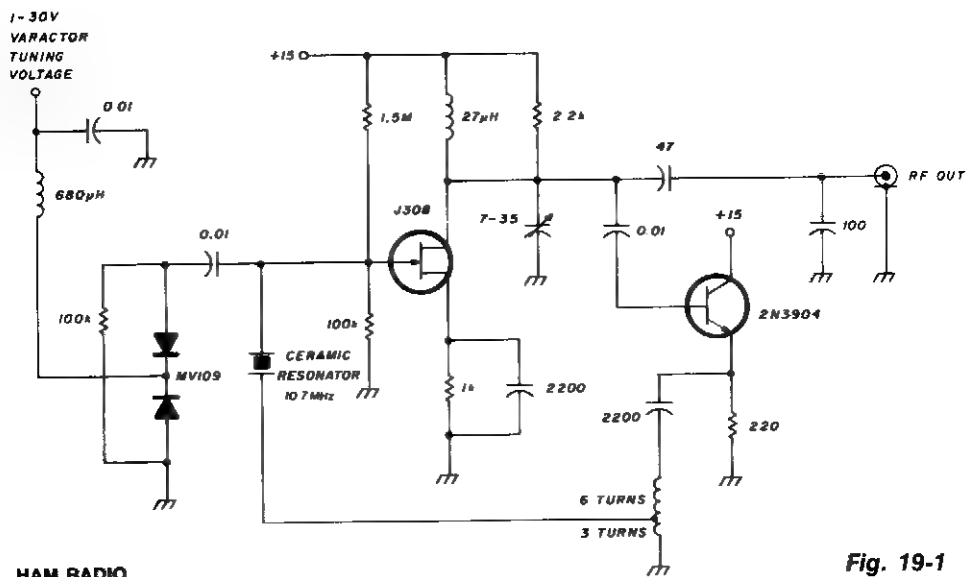 1-30V
VARACTOR
TUNING
VOLTAGE
0.01
680μH
0.01
100k
MV109
+15
1.5M
27μH
2.2k
J308
7-35
47
RF OUT
100
0.01
+15
2N3904
100k
CERAMIC
RESONATOR
10.7MHz
1k
2200
2200
220
6 TURNS
3 TURNS
HAM RADIO
Fig. 19-1